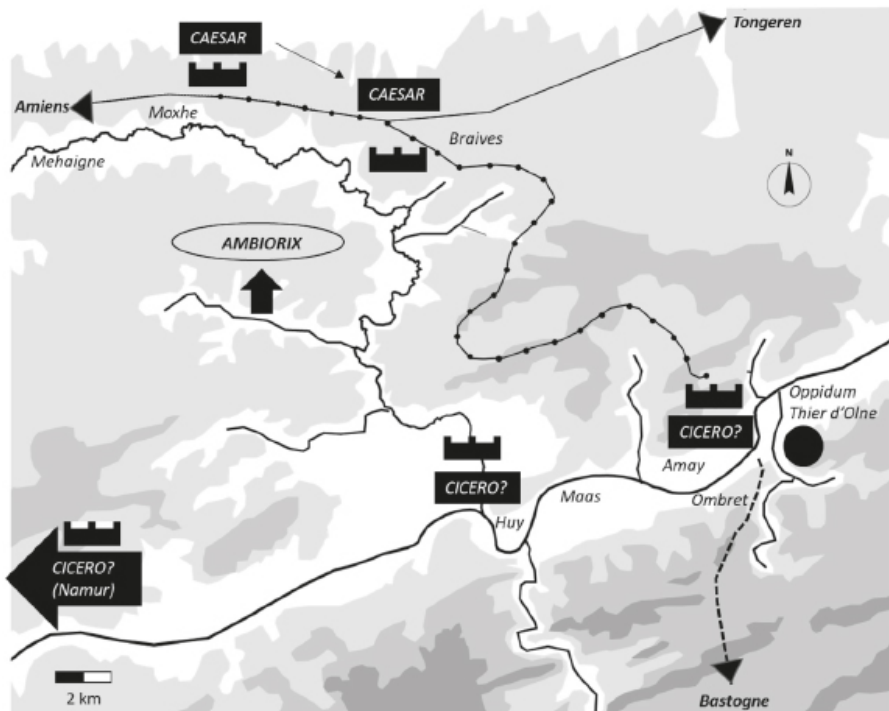 Tongeren
CAESAR
CAESAR
Amiens
Moxhe
Braives
Mehaigne
N
AMBIORIX
Oppidum
Thier d'Olne
CICERO?
Amay
CICERO?
Maas
Ombret
Huy
CICERO?
(Namur)
2 km
Bastogne